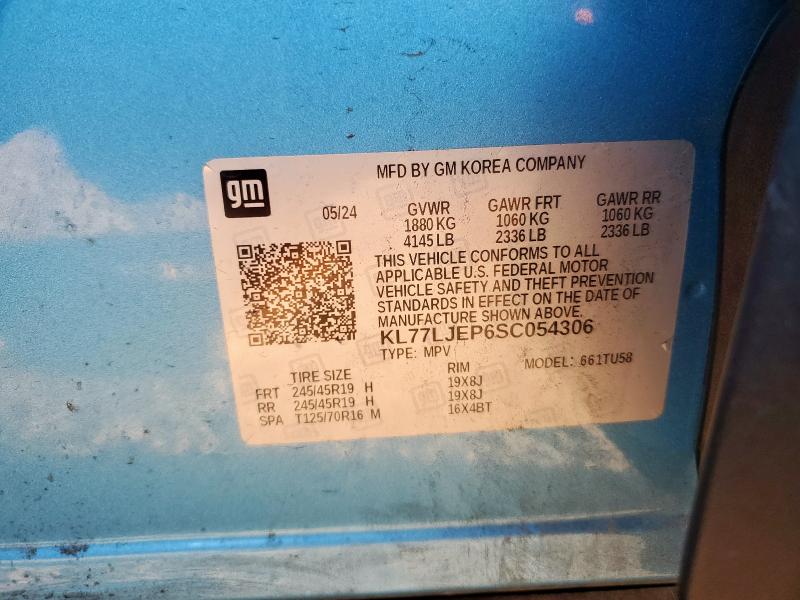 gm
MFD BY GM KOREA COMPANY
05/24
GVWR GAWR FRT GAWR RR
1880 KG 1060 KG 1060 KG
4145 LB 2336 LB 2336 LB
THIS VEHICLE CONFORMS TO ALL
APPLICABLE U.S. FEDERAL MOTOR
VEHICLE SAFETY AND THEFT PREVENTION
STANDARDS IN EFFECT ON THE DATE OF
MANUFACTURE SHOWN ABOVE.
KL77LJEP6SC054306
TYPE: MPV MODEL: 661TU58
TIRE SIZE RIM
FRT 245/45R19 H 19X8J
RR 245/45R19 H 19X8J
SPA T125/70R16 M 16X4BT